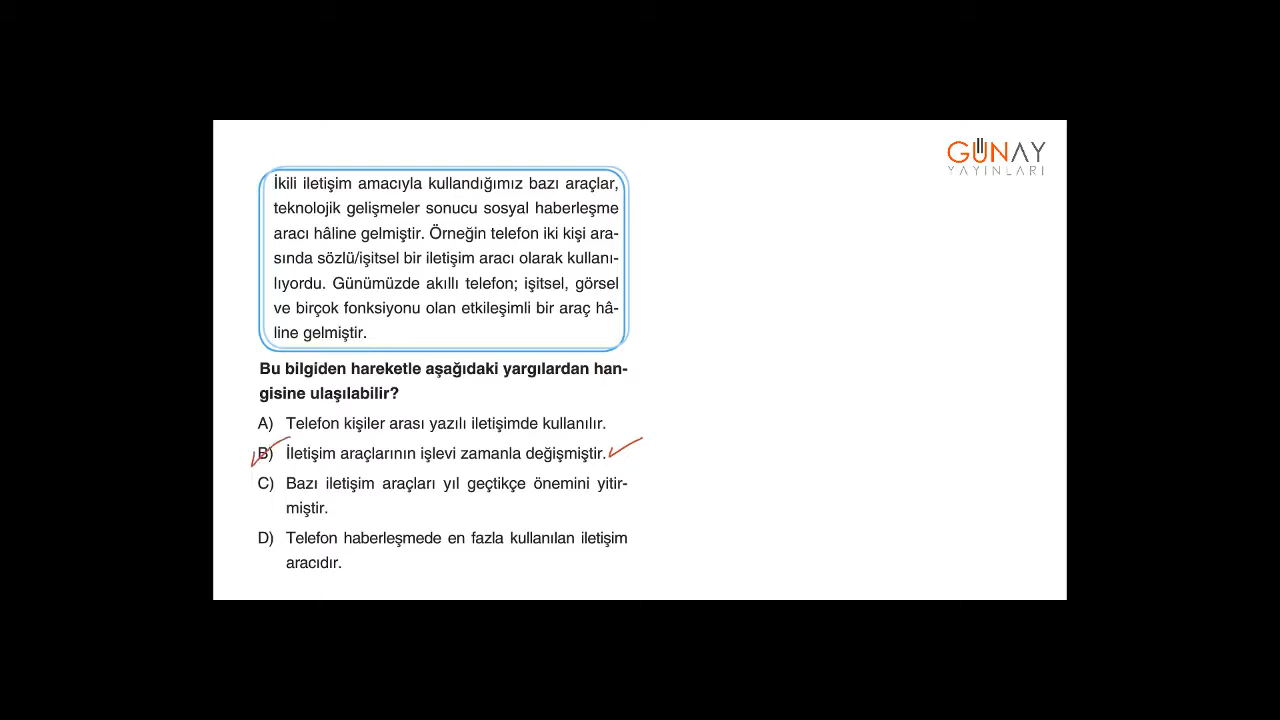 GÜNAY
YAYINLARI
İkili iletişim amacıyla kullandığımız bazı araçlar,
teknolojik gelişmeler sonucu sosyal haberleşme
aracı hâline gelmiştir. Örneğin telefon iki kişi ara-
sında sözlü/işitsel bir iletişim aracı olarak kullanı-
lıyordu. Günümüzde akıllı telefon; işitsel, görsel
ve birçok fonksiyonu olan etkileşimli bir araç hâ-
line gelmiştir.
Bu bilgiden hareketle aşağıdaki yargılardan han-
gisine ulaşılabilir?
A) Telefon kişiler arası yazılı iletişimde kullanılır.
B) İletişim araçlarının işlevi zamanla değişmiştir.
C) Bazı iletişim araçları yıl geçtikçe önemini yitir-
miştir.
D) Telefon haberleşmede en fazla kullanılan iletişim
aracıdır.